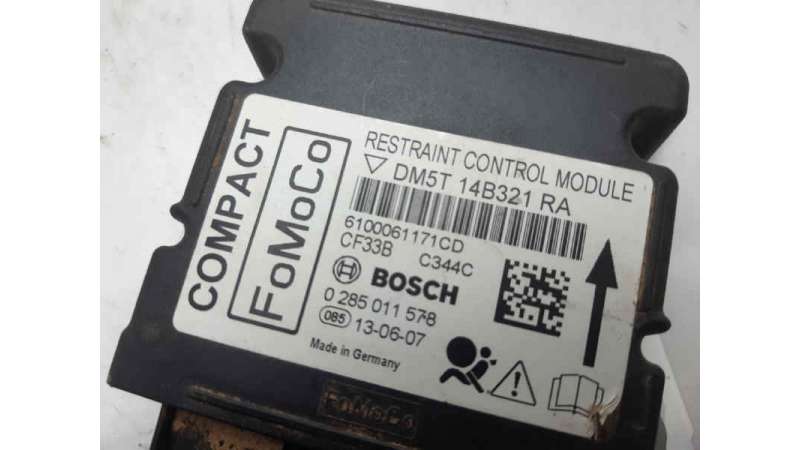 COMPACT
FoMoCo
RESTRAINT CONTROL MODULE
DM5T 14B321 RA
6100061171CD
CF33B C344C
BOSCH
0 285 011 578
085 13-06-07
Made in Germany
FoMoCo